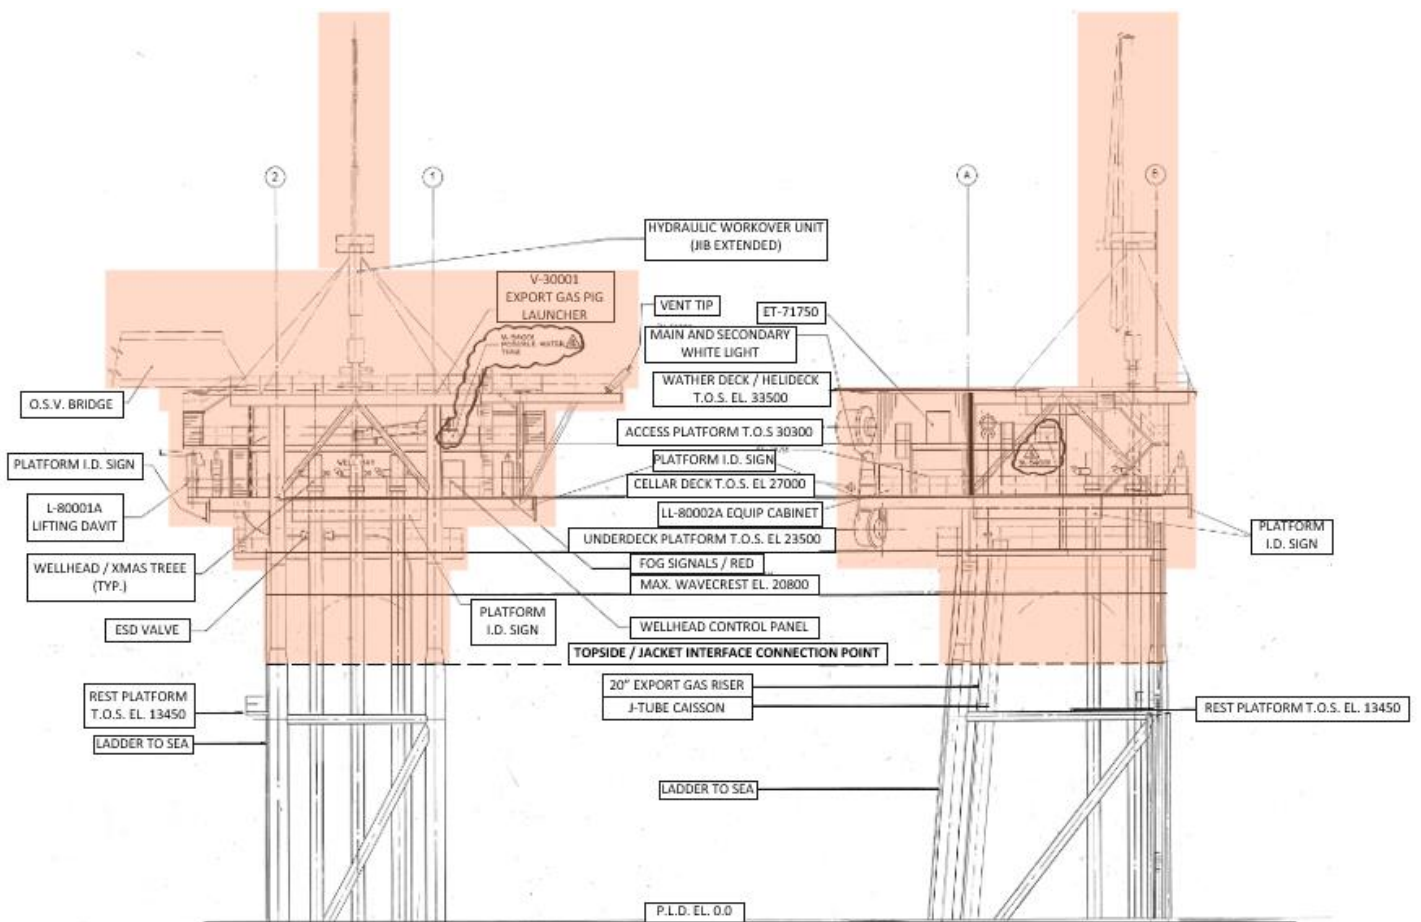 2
1
A
B
HYDRAULIC WORKOVER UNIT
(JIB EXTENDED)
V-30001
EXPORT GAS PIG
LAUNCHER
VENT TIP
ET-71750
POTABLE WATER
TANK
MAIN AND SECONDARY
WHITE LIGHT
WATHER DECK / HELIDECK
T.O.S. EL. 33500
O.S.V. BRIDGE
ACCESS PLATFORM T.O.S 30300
PLATFORM I.D. SIGN
PLATFORM I.D. SIGN
CELLAR DECK T.O.S. EL 27000
L-80001A
LIFTING DAVIT
LL-80002A EQUIP CABINET
PLATFORM
I.D. SIGN
UNDERDECK PLATFORM T.O.S. EL 23500
WELLHEAD / XMAS TREEE
(TYP.)
FOG SIGNALS / RED
MAX. WAVECREST EL. 20800
PLATFORM
I.D. SIGN
ESD VALVE
WELLHEAD CONTROL PANEL
TOPSIDE / JACKET INTERFACE CONNECTION POINT
20" EXPORT GAS RISER
J-TUBE CAISSON
REST PLATFORM
T.O.S. EL. 13450
REST PLATFORM T.O.S. EL. 13450
LADDER TO SEA
LADDER TO SEA
P.L.D. EL. 0.0